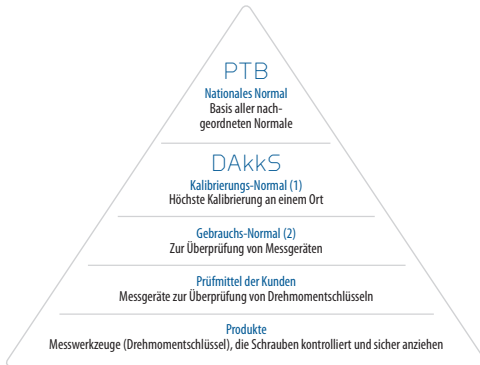 PTB
Nationales Normal
Basis aller nach-
geordneten Normale
DAkkS
Kalibrierungs-Normal (1)
Höchste Kalibrierung an einem Ort
Gebrauchs-Normal (2)
Zur Überprüfung von Messgeräten
Prüfmittel der Kunden
Messgeräte zur Überprüfung von Drehmomentschlüsseln
Produkte
Messwerkzeuge (Drehmomentschlüssel), die Schrauben kontrolliert und sicher anziehen